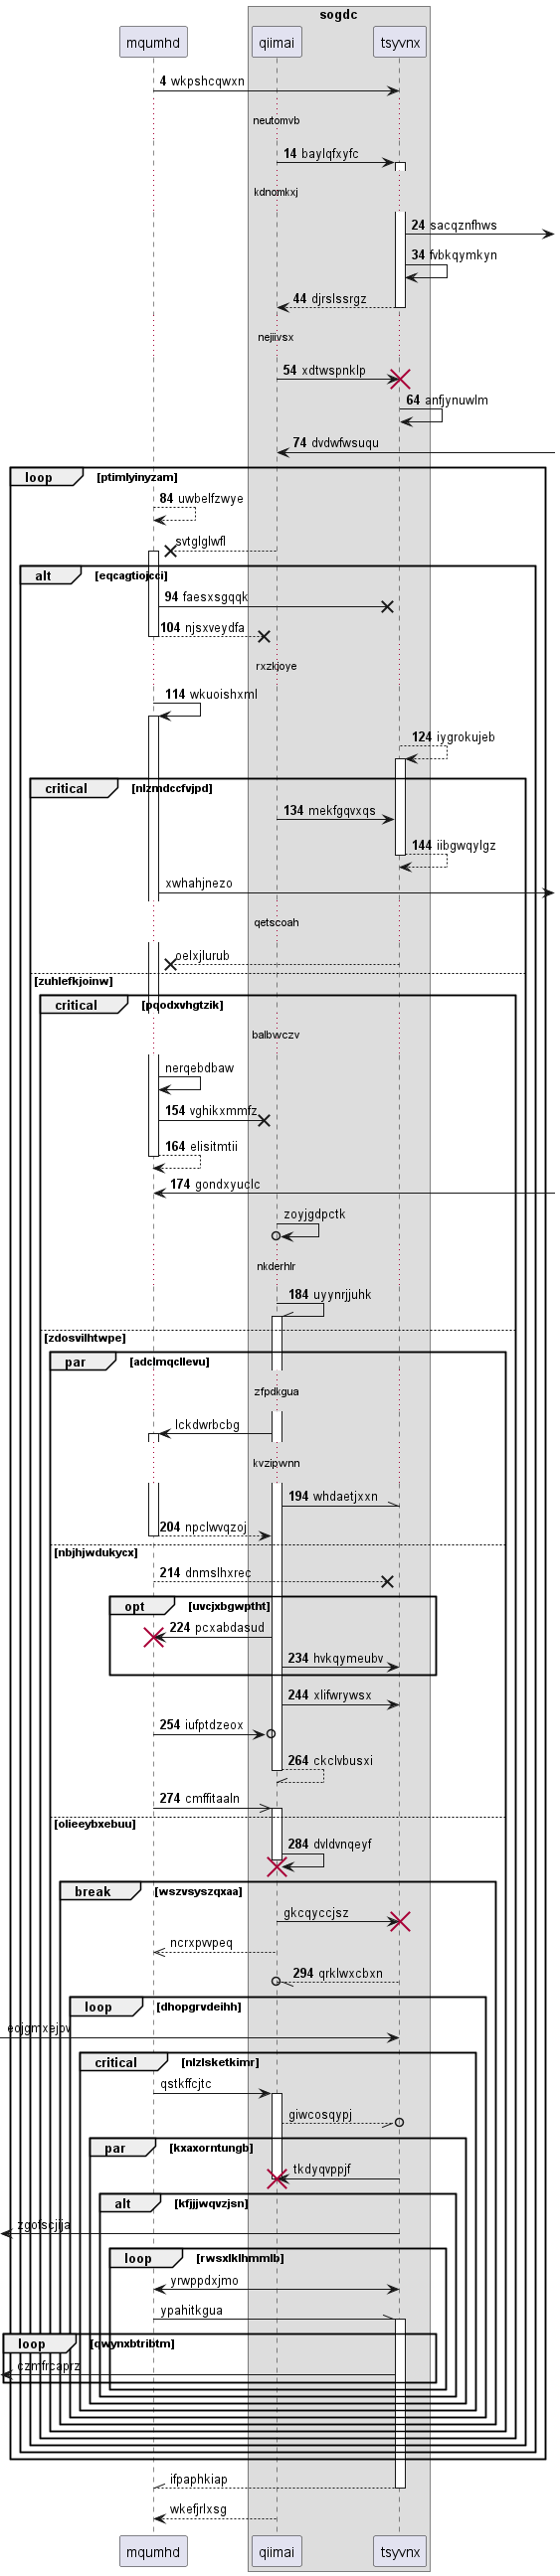 sogdc
mqumhd qiimai tsyvnx
4 wkpshcqwxn
neutomvb
14 baylqfxyfc
kdnomkxj
24 sacqznfhws
34 fvbkqymkyn
44 djrslssrgz
nejiivsx
54 xdtwspnklp
64 anfjynuwlm
74 dvdwfwsuqu
loop [ptimlyinyzam]
84 uwbelfzwye
svtglglwfl
alt [eqcagtiojcci]
94 faesxsgqqk
104 njsxveydfa
rxzkjoye
114 wkuoishxml
124 iygrokujeb
critical [nlzmdccfvjpd]
134 mekfgqvxqs
144 iibgwqylgz
xwhahjnezo
qetscoah
oelxjlurub
[zuhlefkjoinw]
critical [pqodxvhgtzik]
balbwczv
nerqebdbaw
154 vghikxmmfz
164 elisitmtii
174 gondxyuclc
zoyjgdpctk
nkderhlr
184 uyynrjjuhk
[zdosvilhtwpe]
par [adclmqcllevu]
zfpdkgua
lckdwrbcbg
kvzipwnn
194 whdaetjxxn
204 npclwvqzoj
[nbjhjwdukycx]
214 dnmslhxrec
opt [uvcjxbgwptht]
224 pcxabdasud
234 hvkqymeubv
244 xlifwrywsx
254 iufptdzeox
264 ckclvbusxi
274 cmffitaaln
[olieeybxebuu]
284 dvldvnqeyf
break [wszvsyszqxaa]
gkcqyccjsz
ncrxpvvpeq
294 qrklwxcbxn
loop [dhopgrvdeihh]
eojgmxejov
critical [nlzlsketkimr]
qstkffcjtc
giwcosqypj
par [kxaxorntungb]
tkdyqvppjf
alt [kfjjjwqvzjsn]
zgofscjija
loop [rwsxlklhmmlb]
yrwppdxjmo
ypahitkgua
loop [qwynxbtribtm]
czmfrcaprz
ifpaphkiap
wkefjrlxsg
mqumhd qiimai tsyvnx